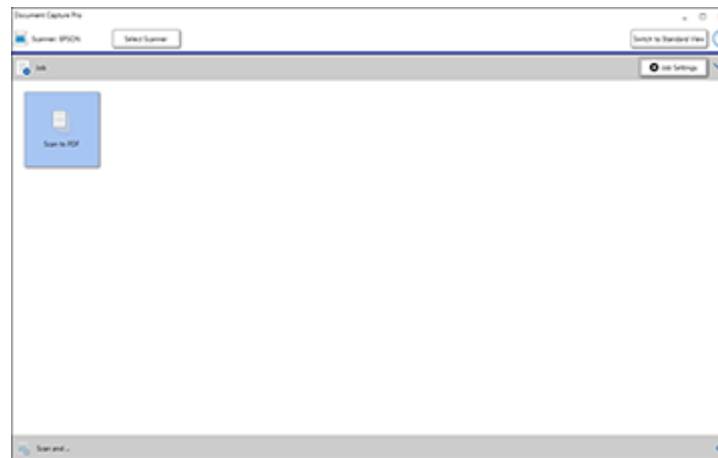 Document Capture Pro
Scanner: EPSON
Select Scanner
Switch to Standard View
Job
Job Settings
Scan to PDF
Scan and...